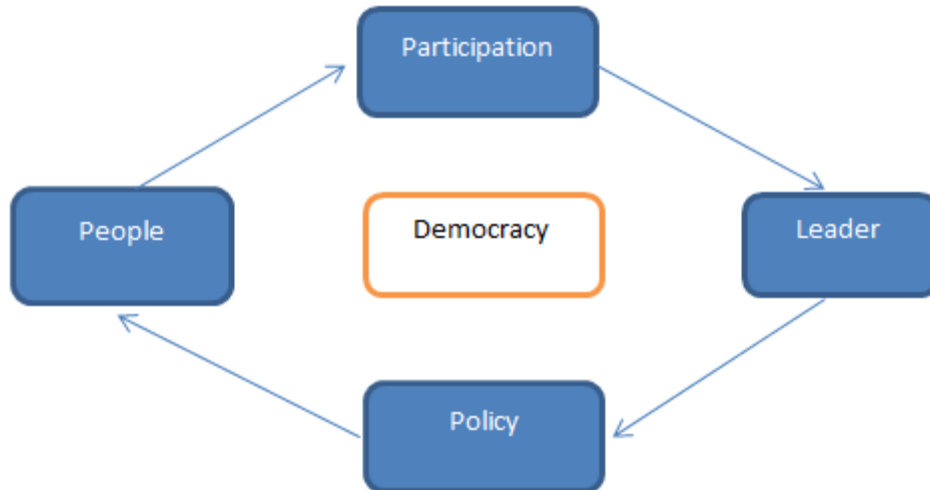 Participation
People
Democracy
Leader
Policy